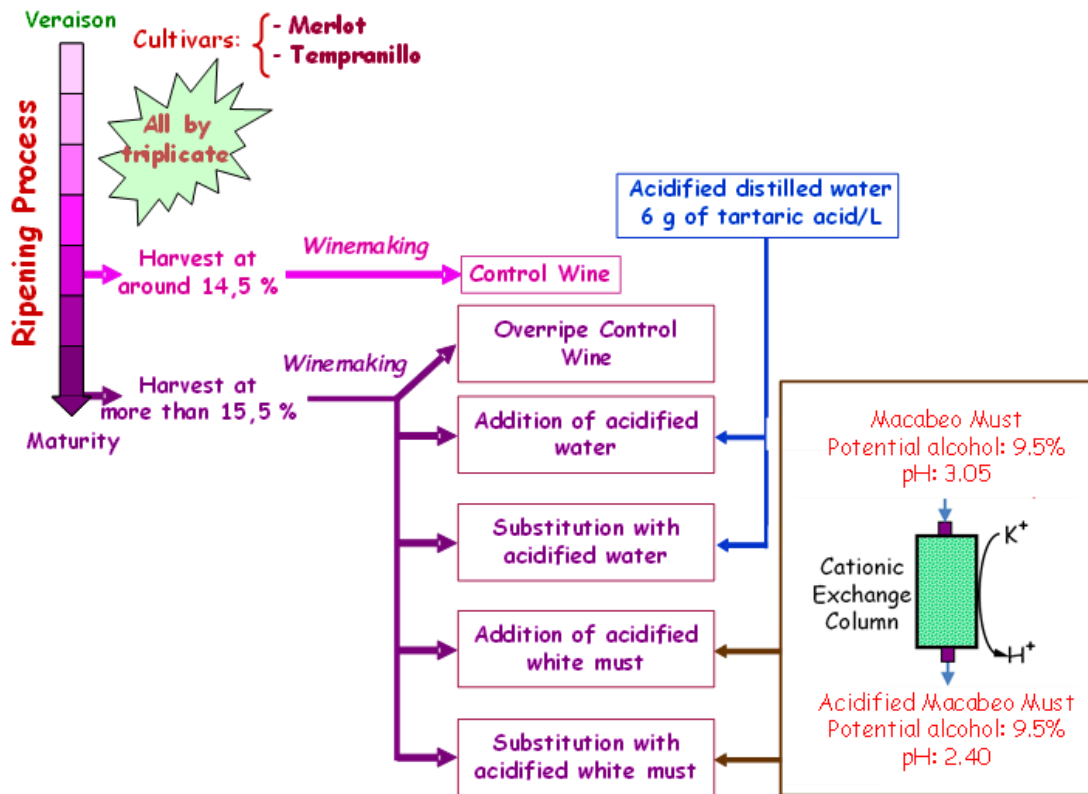 Veraison
Cultivars:
- Merlot
- Tempranillo
Ripening Process
All by
triplicate
Acidified distilled water
6 g of tartaric acid/L
Harvest at
around 14,5 %
Winemaking
Control Wine
Overripe Control
Wine
Winemaking
Harvest at
more than 15,5 %
Maturity
Addition of acidified
water
Substitution with
acidified water
Addition of acidified
white must
Substitution with
acidified white must
Macabeo Must
Potential alcohol: 9.5%
pH: 3.05
K+
Cationic
Exchange
Column
H+
Acidified Macabeo Must
Potential alcohol: 9.5%
pH: 2.40